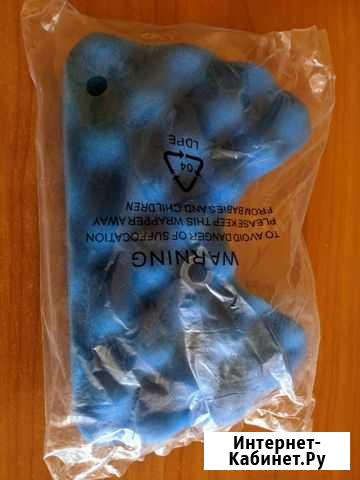 WARNING
TO AVOID DANGER OF SUFFOCATION
PLEASE KEEP THIS WRAPPER AWAY
FROM BABIES AND CHILDREN
04
LDPE
Интернет-
Кабинет.Ру